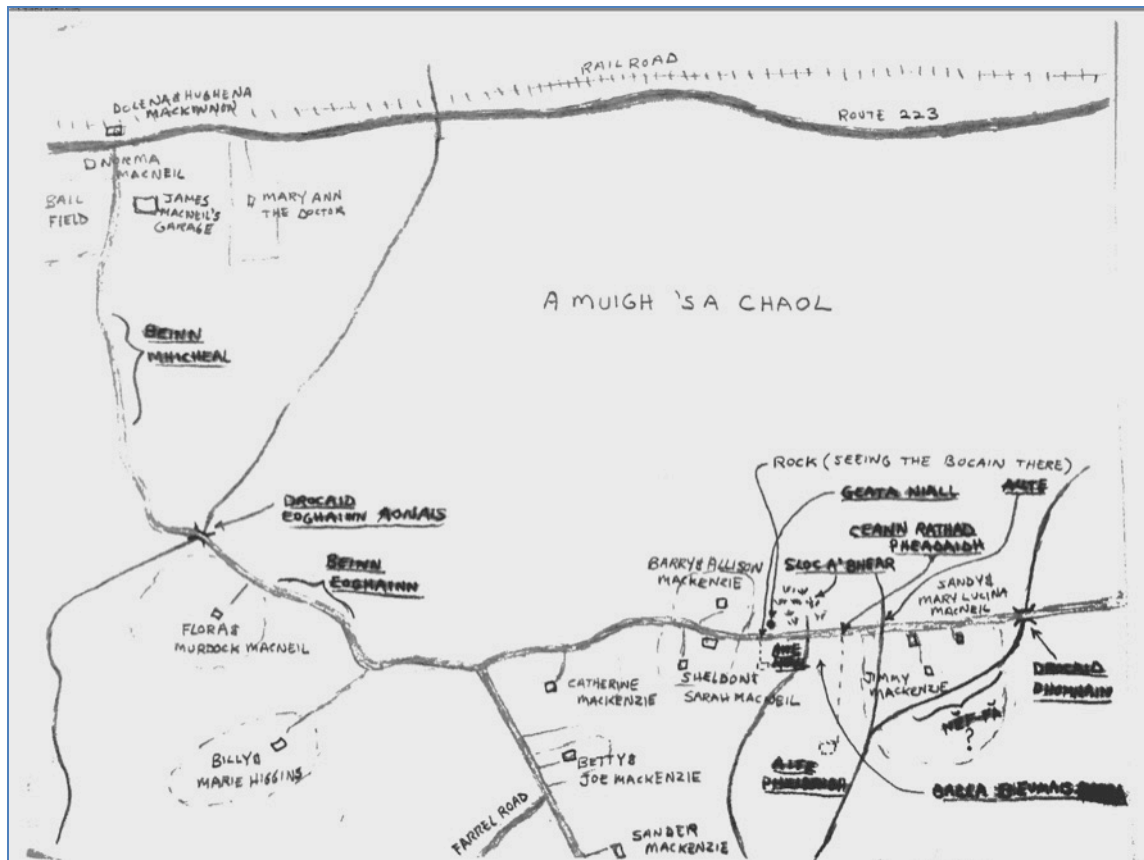 RAILROAD
DOLENA & HUGHENA
MACKINNON
ROUTE 223
NORMA
MACNEIL
BALL
FIELD
JAMES
MACNEIL'S
GARAGE
MARY ANN
THE DOCTOR
A MUIGH 'SA CHAOL
BEINN
MHICHEAL
ROCK (SEEING THE BOCAIN THERE)
GEATA NIALL
DROCAID
EOGHAINN AONAIS
CEANN RATHAD
PHEADAIDH
BEINN
EOGHAINN
BARRY & ALLISON
MACKENZIE
SLOC A' BHEAR
SANDY &
MARY LUCINA
MACNEIL
FLORA &
MURDOCK MACNEIL
CATHERINE
MACKENZIE
SHELDON &
SARAH MACNEIL
JIMMY
MACKENZIE
DROCAID
DHOMHAIN
?
BILLY &
MARIE HIGGINS
BETTY &
JOE MACKENZIE
FARREL ROAD
SANDER
MACKENZIE